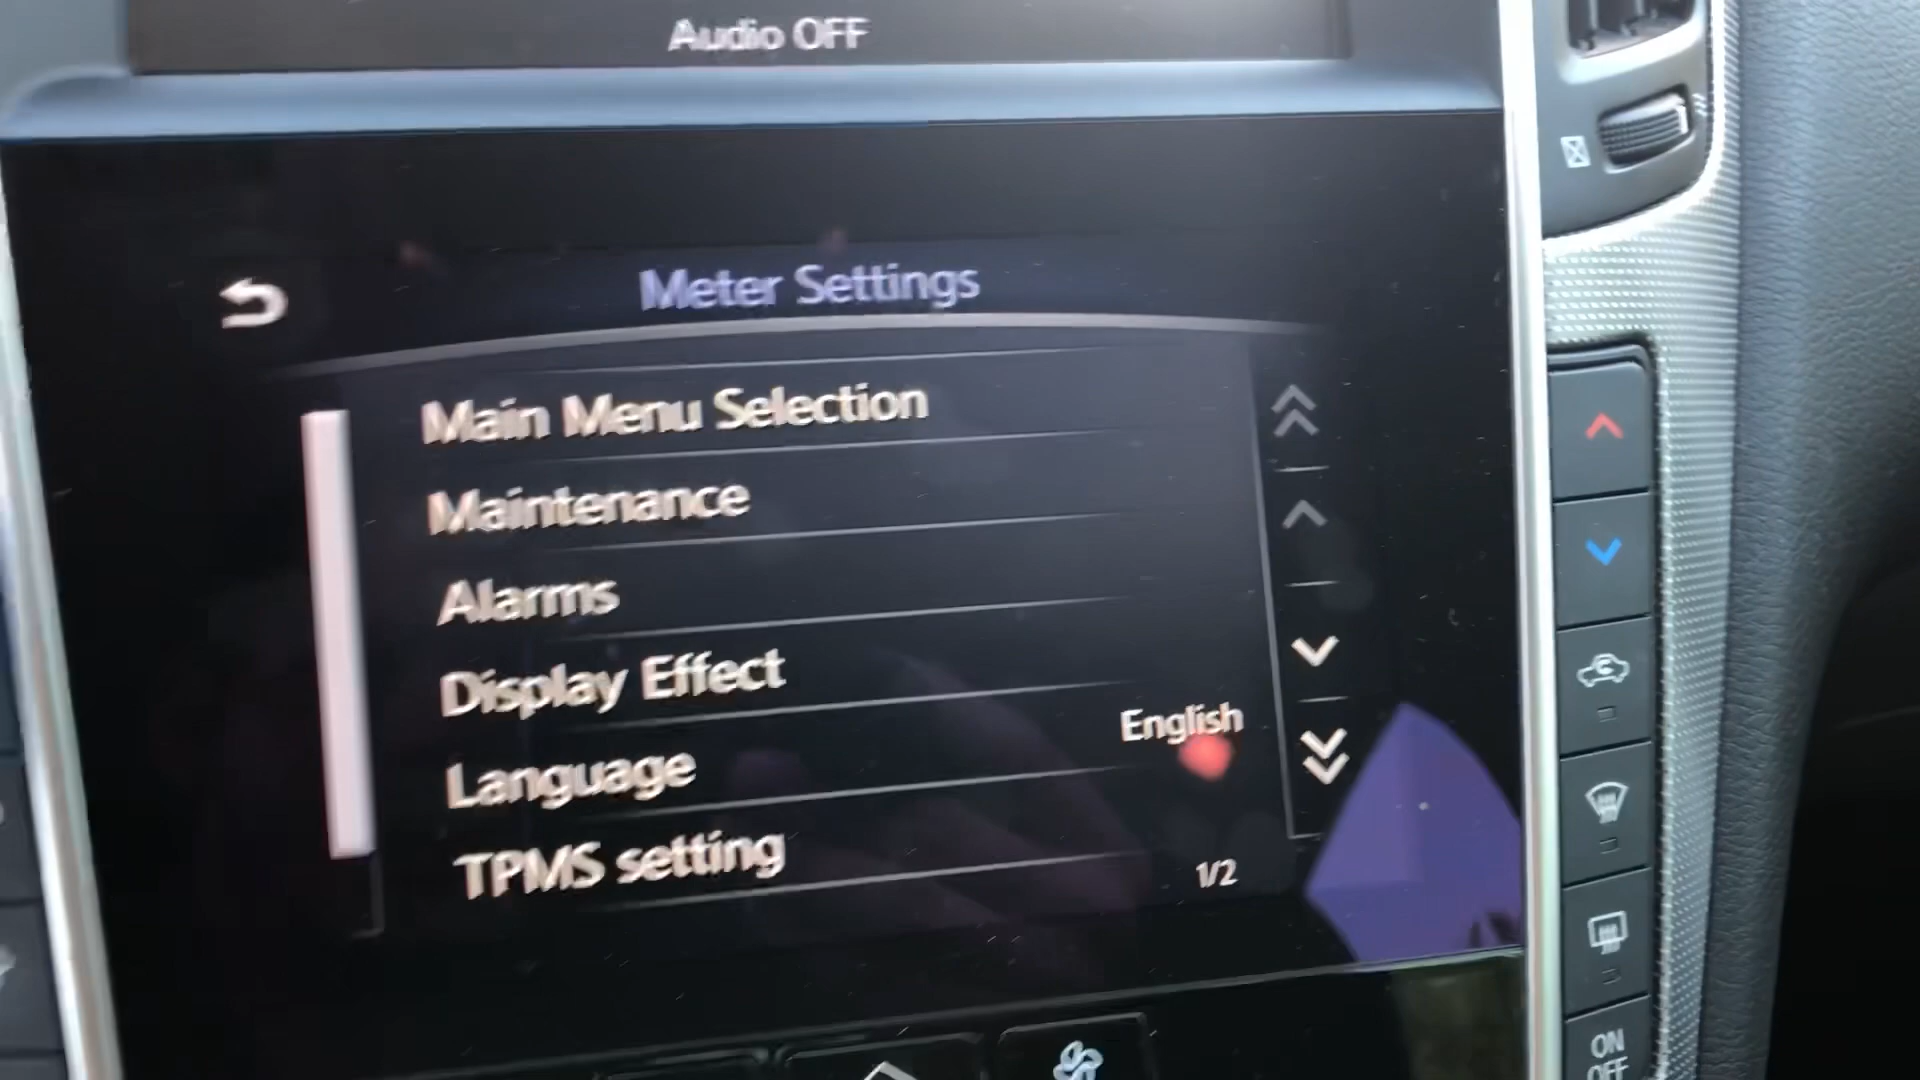 Audio OFF
Meter Settings
Main Menu Selection
Maintenance
Alarms
Display Effect
Language
English
TPMS setting
1/2
ON
OFF